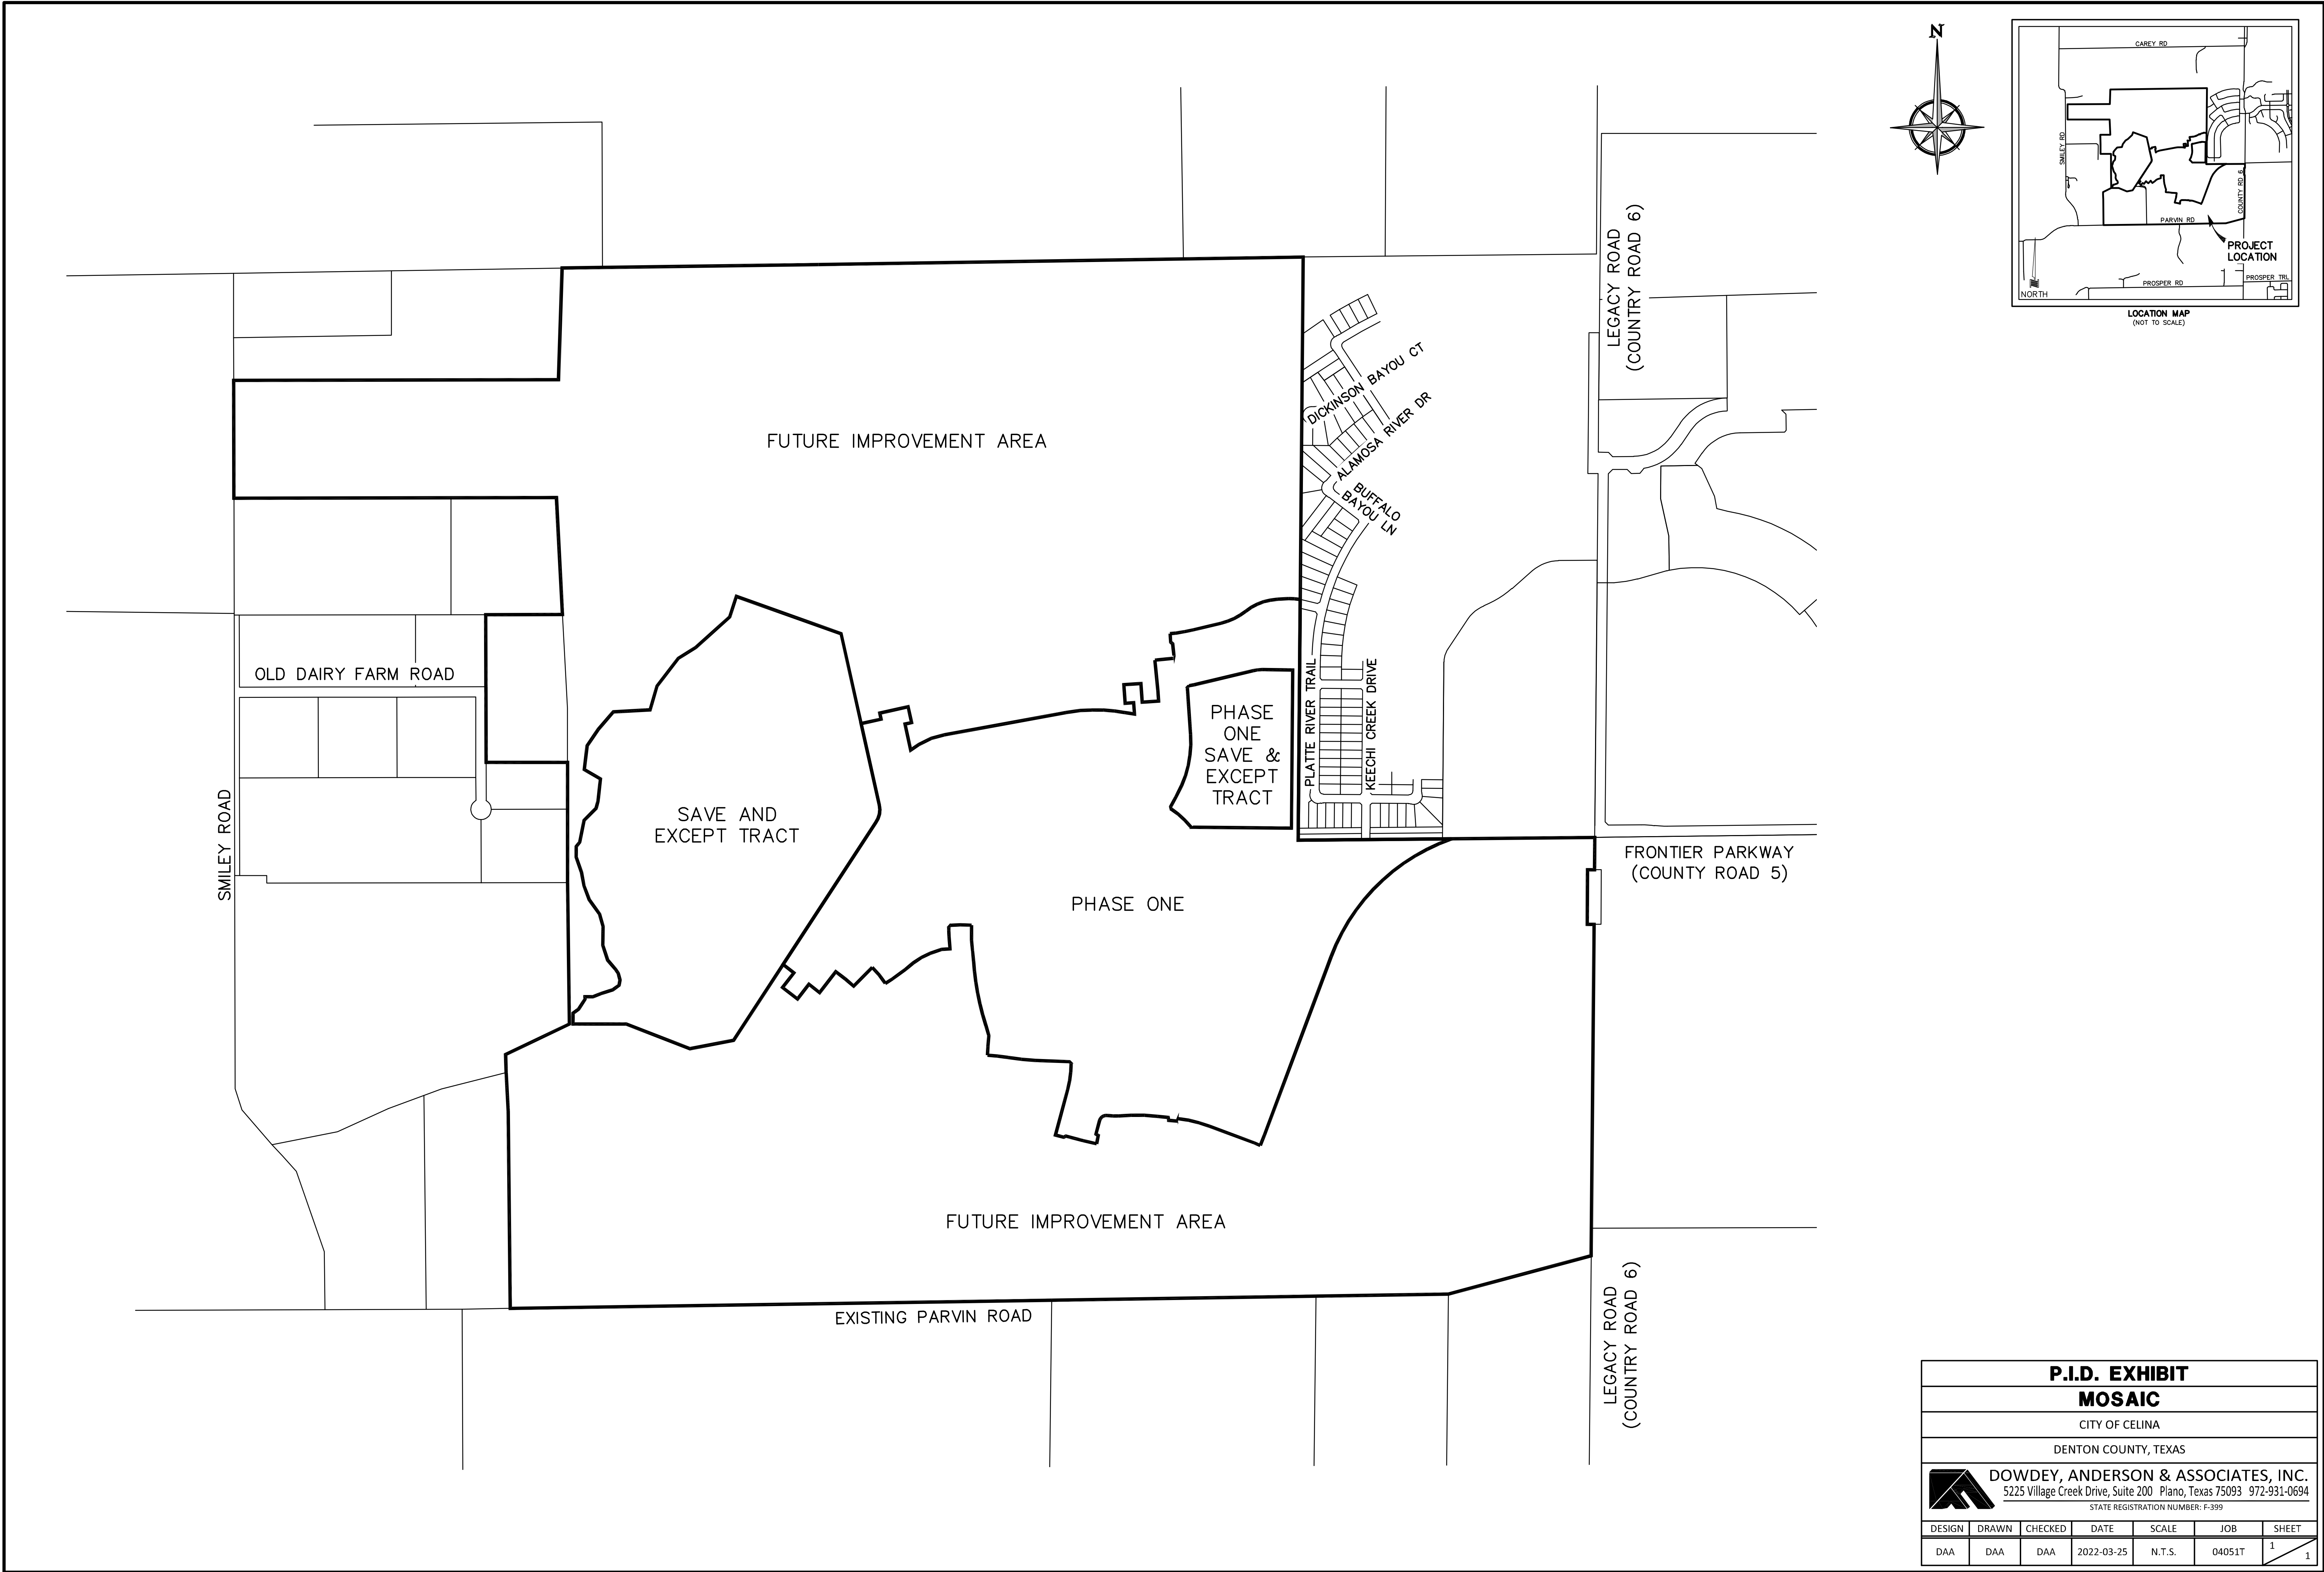 N
CAREY RD
SMILEY RD
COUNTY RD 6
PARVIN RD
PROJECT
LOCATION
PROSPER TRL
PROSPER RD
NORTH
LOCATION MAP
(NOT TO SCALE)
LEGACY ROAD
(COUNTRY ROAD 6)
DICKINSON BAYOU CT
ALAMOSA RIVER DR
BUFFALO
BAYOU LN
FUTURE IMPROVEMENT AREA
OLD DAIRY FARM ROAD
PLATTE RIVER TRAIL
KEECHI CREEK DRIVE
PHASE
ONE
SAVE &
EXCEPT
TRACT
SMILEY ROAD
SAVE AND
EXCEPT TRACT
FRONTIER PARKWAY
(COUNTY ROAD 5)
PHASE ONE
FUTURE IMPROVEMENT AREA
EXISTING PARVIN ROAD
LEGACY ROAD
(COUNTRY ROAD 6)
P.I.D. EXHIBIT
MOSAIC
CITY OF CELINA
DENTON COUNTY, TEXAS
DOWDEY, ANDERSON & ASSOCIATES, INC.
5225 Village Creek Drive, Suite 200 Plano, Texas 75093 972-931-0694
STATE REGISTRATION NUMBER: F-399
DESIGN DRAWN CHECKED DATE SCALE JOB SHEET
DAA DAA DAA 2022-03-25 N.T.S. 04051T 1 1